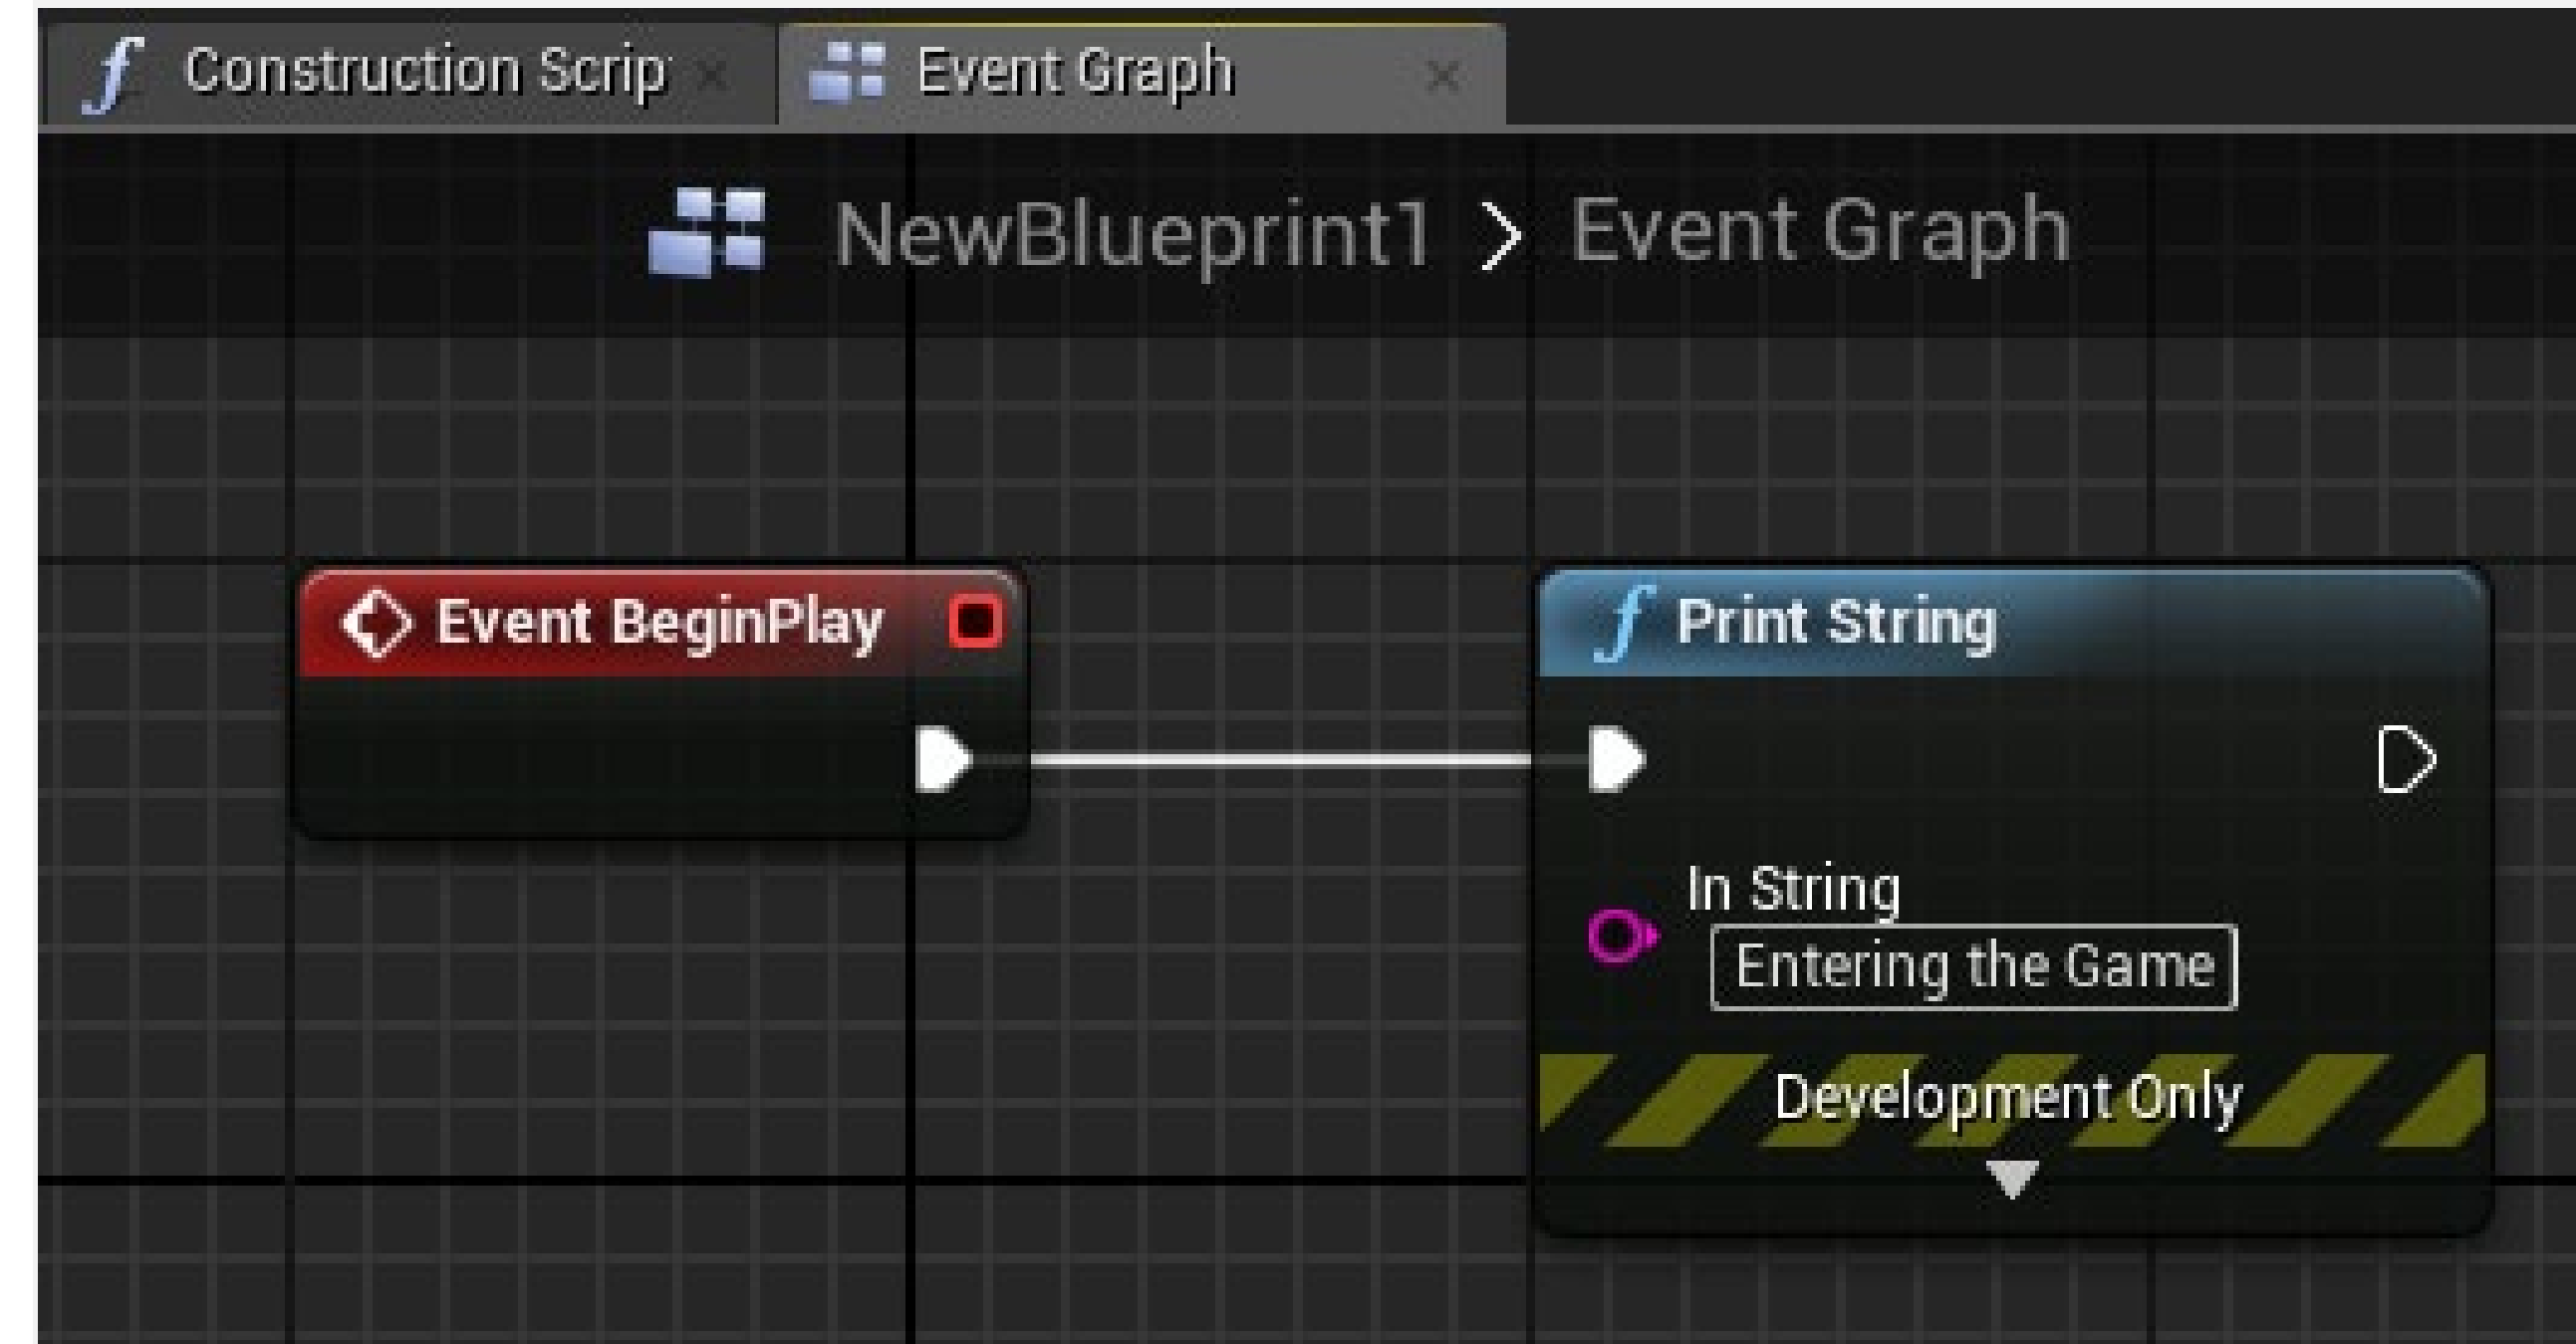 Construction Scrip
Event Graph
NewBlueprint1 > Event Graph
Event BeginPlay
Print String
In String
Entering the Game
Development Only